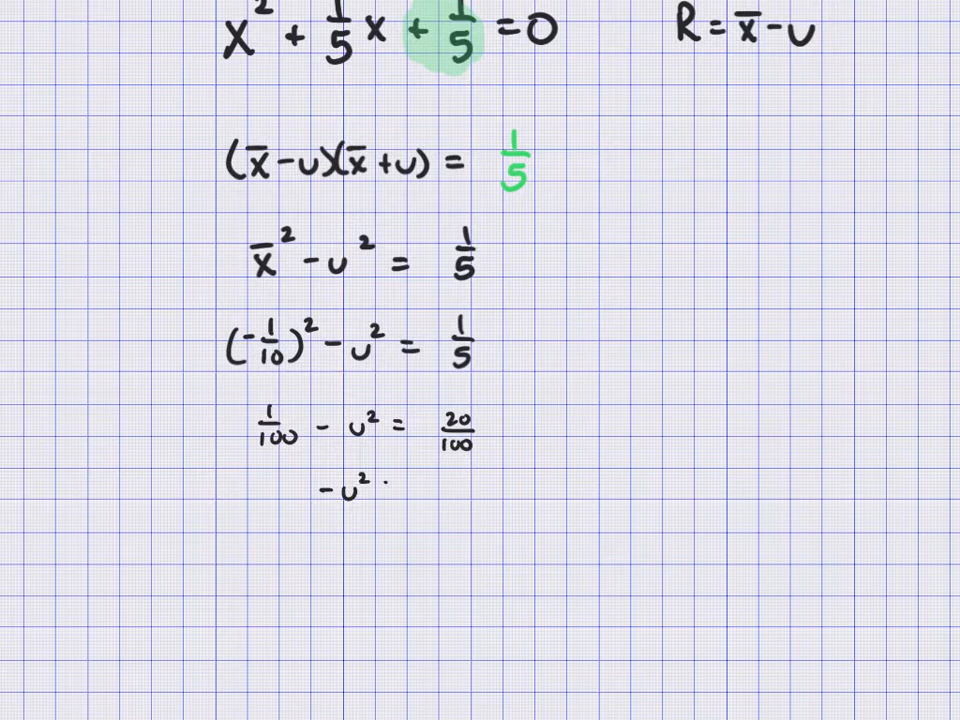 x² + 1/5 x + 1/5 = 0
R = x̄ - u
(x̄ - u)(x̄ + u) = 1/5
x̄² - u² = 1/5
(-1/10)² - u² = 1/5
1/100 - u² = 20/100
- u²